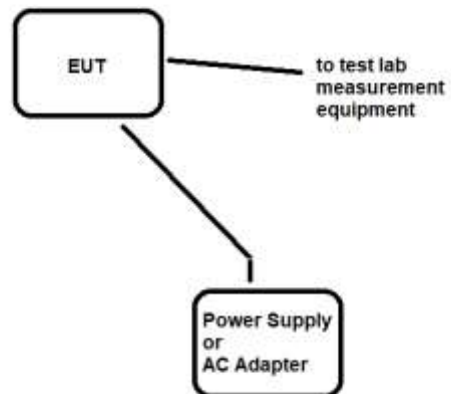 EUT
to test lab
measurement
equipment
Power Supply
or
AC Adapter